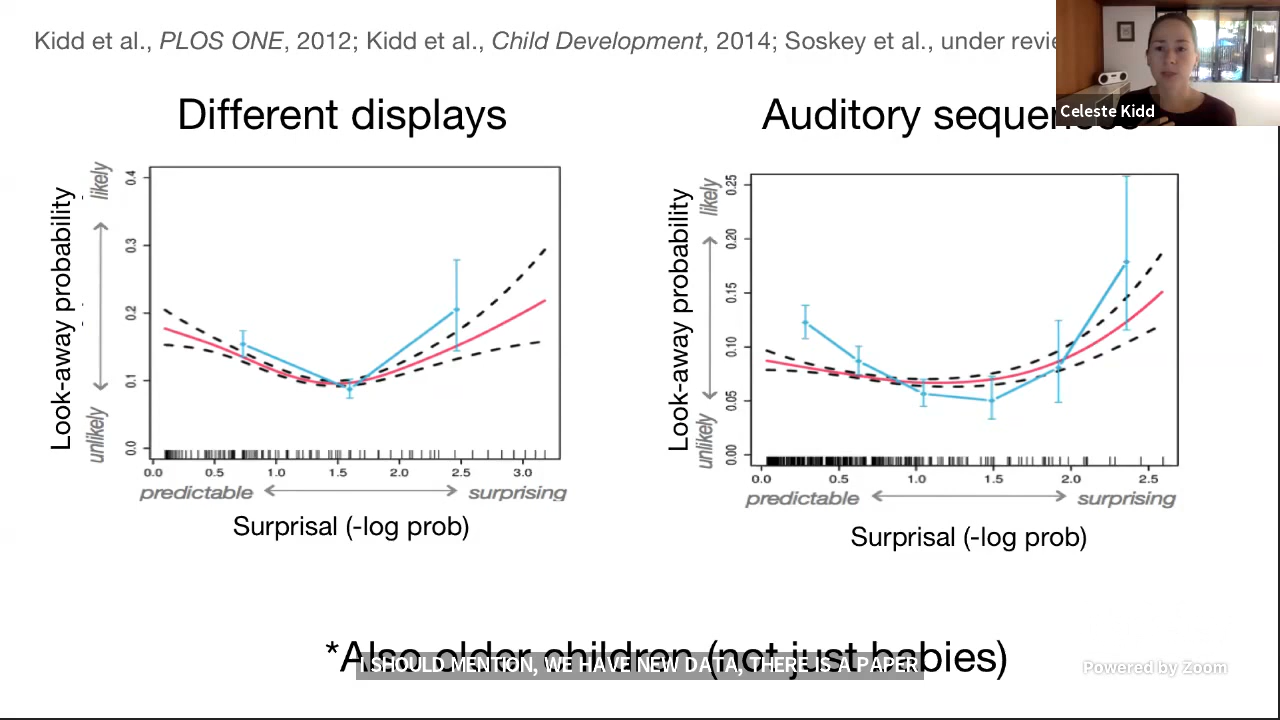 Kidd et al., PLOS ONE, 2012; Kidd et al., Child Development, 2014; Soskey et al., under
Celeste Kidd
Different displays
Auditory
Look-away probability
unlikely
likely
0.0
0.1
0.2
0.3
0.4
0.0
0.5
1.0
1.5
2.0
2.5
3.0
predictable
surprising
Surprisal (-log prob)
Look-away probability
unlikely
likely
0.00
0.05
0.10
0.15
0.20
0.25
0.0
0.5
1.0
1.5
2.0
2.5
predictable
surprising
Surprisal (-log prob)
*Also older children (not just babies)
I SHOULD MENTION, WE HAVE NEW DATA, THERE IS A PAPER
Powered by Zoom